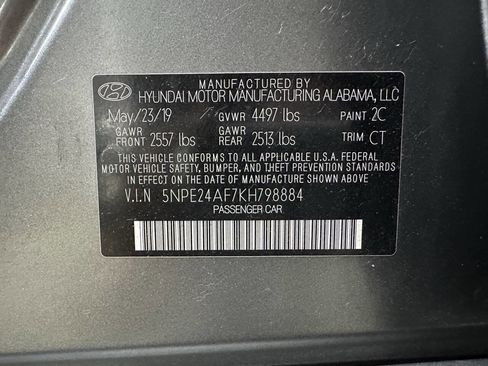 MANUFACTURED BY
HYUNDAI MOTOR MANUFACTURING ALABAMA, LLC
May/23/19 GVWR 4497 lbs PAINT 2C
GAWR FRONT 2557 lbs GAWR REAR 2513 lbs TRIM CT
THIS VEHICLE CONFORMS TO ALL APPLICABLE U.S.A. FEDERAL
MOTOR VEHICLE SAFETY, BUMPER, AND THEFT PREVENTION
STANDARDS IN EFFECT ON THE DATE OF MANUFACTURE SHOWN ABOVE.
V.I.N 5NPE24AF7KH798884
PASSENGER CAR